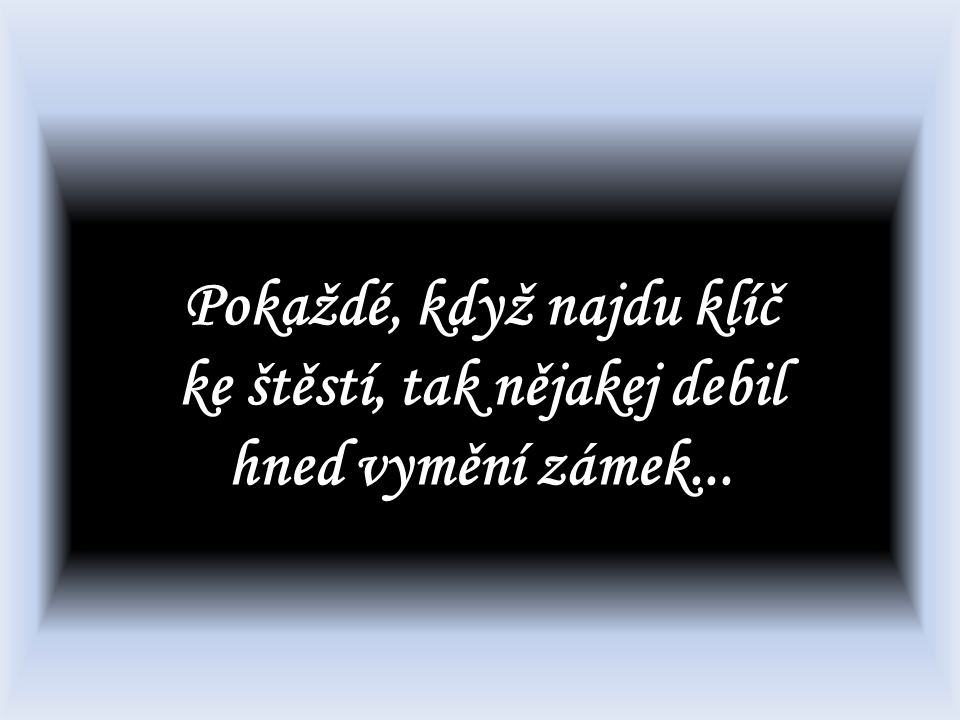 Pokaždé, když najdu klíč
ke štěstí, tak nějakej debil
hned vymění zámek...